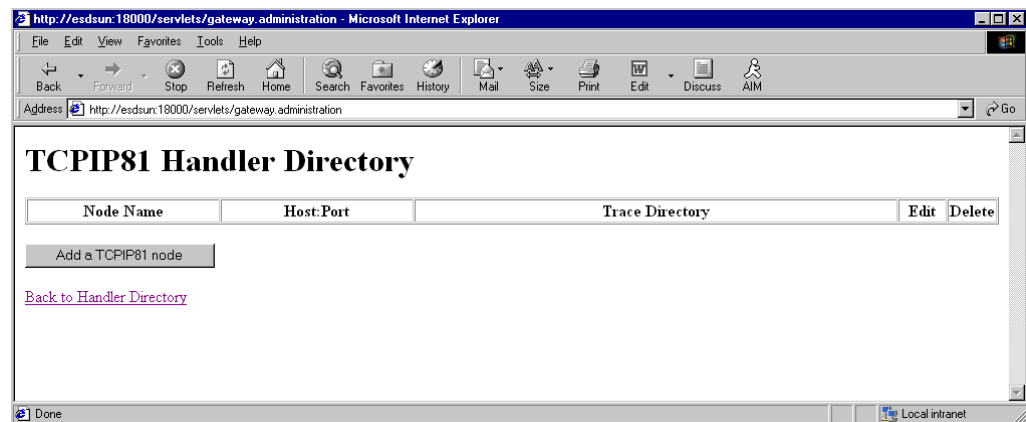 http://esdsun:18000/servlets/gateway.administration - Microsoft Internet Explorer
File Edit View Favorites Tools Help
Back Forward Stop Refresh Home Search Favorites History Mail Size Print Edit Discuss AIM
Address http://esdsun:18000/servlets/gateway.administration Go
TCPIP81 Handler Directory
Node Name Host:Port Trace Directory Edit Delete
Add a TCPIP81 node
Back to Handler Directory
Done Local intranet